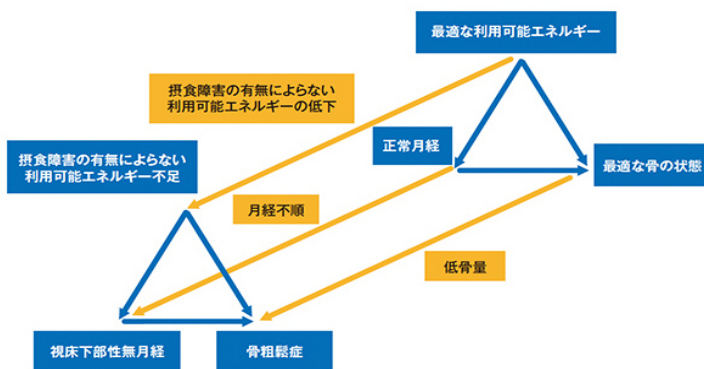 最適な利用可能エネルギー
摂食障害の有無によらない
利用可能エネルギーの低下
正常月経
摂食障害の有無によらない
利用可能エネルギー不足
最適な骨の状態
月経不順
低骨量
視床下部性無月経
骨粗鬆症